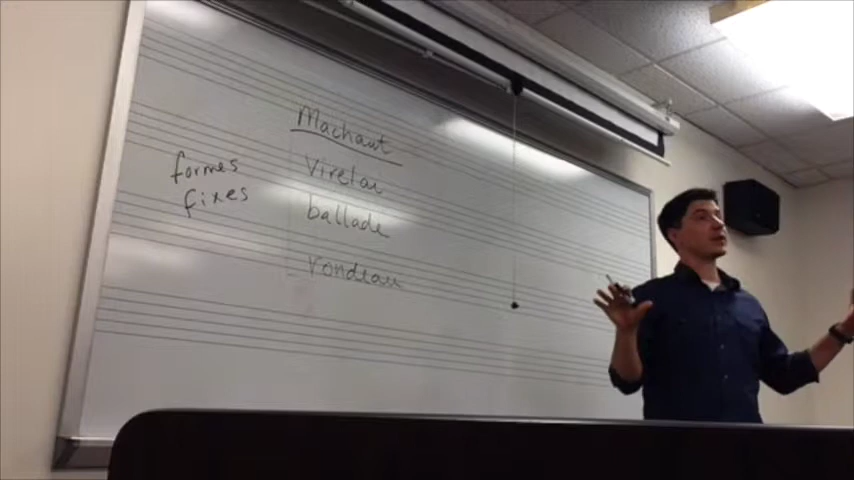 Machaut
Virelai
ballade
rondeau
formes
fixes